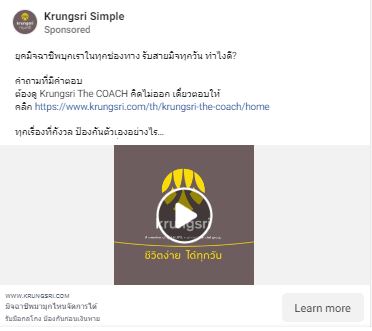 Krungsri Simple
Sponsored
ยุคมิจฉาชีพบุกเราในทุกช่องทาง รับสายมิจทุกวัน ทำไงดี?
คำถามที่มีคำตอบ
ต้องดู Krungsri The COACH คิดไม่ออก เดี๋ยวตอบให้
คลิก https://www.krungsri.com/th/krungsri-the-coach/home
ทุกเรื่องที่กังวล ป้องกันตัวเองอย่างไร...
krungsri
ชีวิตง่าย ได้ทุกวัน
WWW.KRUNGSRI.COM
มิจฉาชีพมามุกไหนจัดการได้
รับมือกลโกง ป้องกันก่อนเงินหาย
Learn more